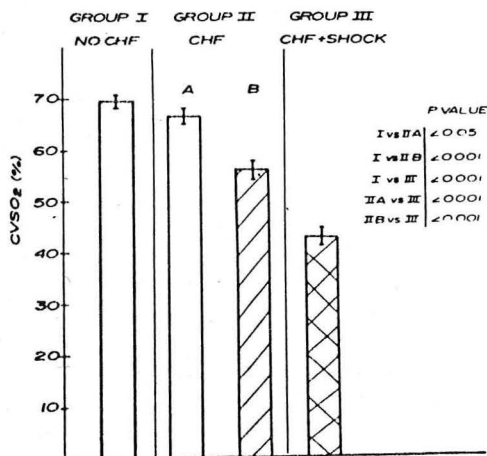 GROUP I
NO CHF
GROUP II
CHF
GROUP III
CHF+SHOCK
A
B
CVSO₂ (%)
70
60
50
40
30
20
10
P VALUE
I vs IIA <0.05
I vs IIB <0.001
I vs III <0.001
IIA vs III <0.001
IIB vs III <0.001